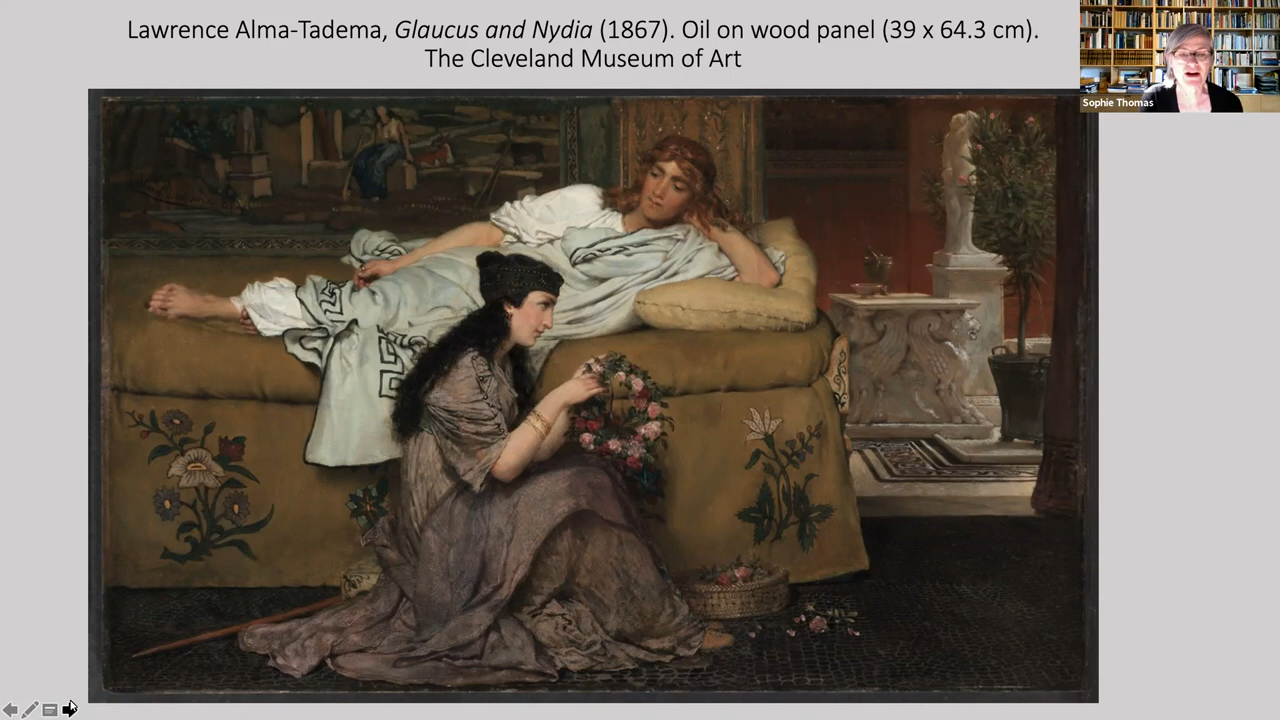 Lawrence Alma-Tadema, Glaucus and Nydia (1867). Oil on wood panel (39 x 64.3 cm).
The Cleveland Museum of Art
Sophie Thomas